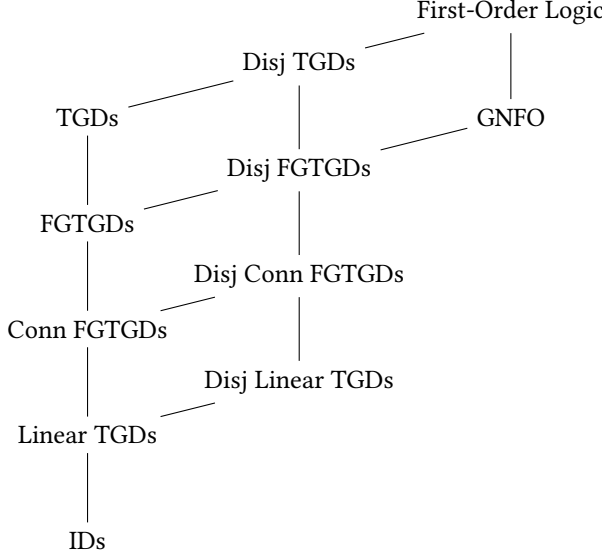 First-Order Logic
Disj TGDs
TGDs
GNFO
Disj FGTGDs
FGTGDs
Disj Conn FGTGDs
Conn FGTGDs
Disj Linear TGDs
Linear TGDs
IDs